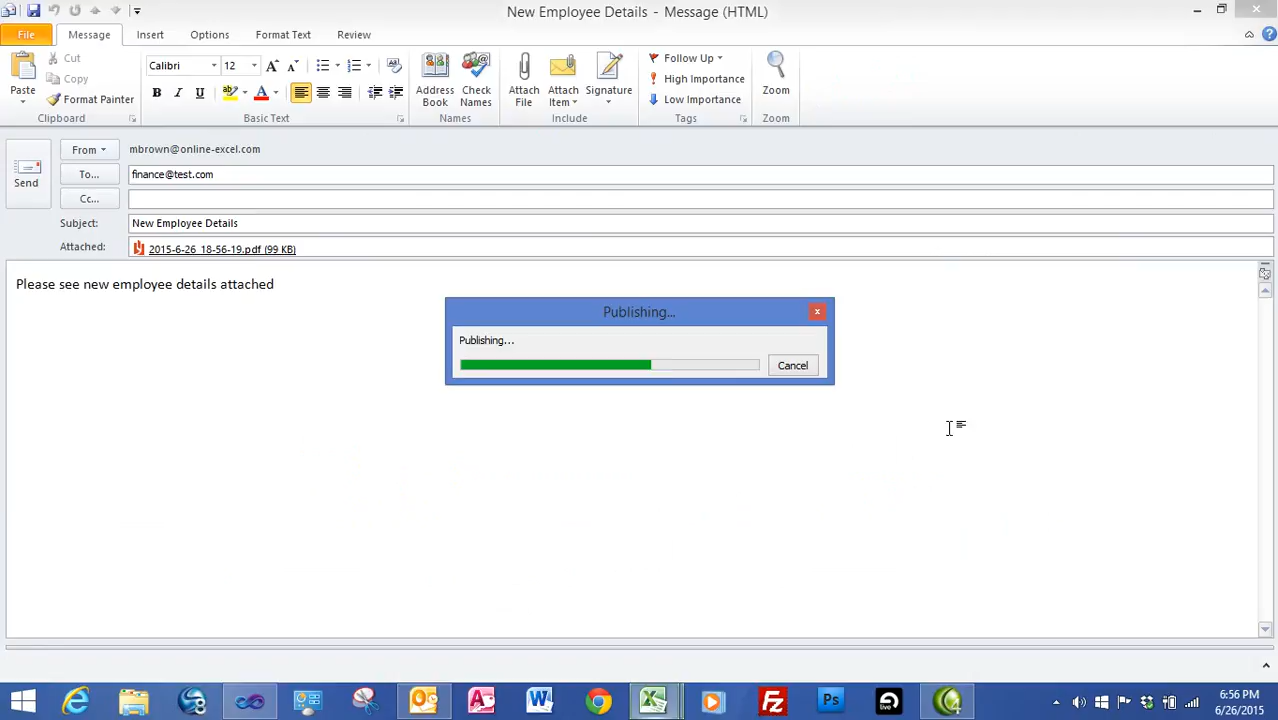 New Employee Details - Message (HTML)
File Message Insert Options Format Text Review
Cut
Copy
Paste
Format Painter
Clipboard
Calibri 12
B I U
Basic Text
Address Book
Check Names
Names
Attach File
Attach Item
Signature
Include
Follow Up
High Importance
Low Importance
Tags
Zoom
Zoom
Send
From mbrown@online-excel.com
To... finance@test.com
Cc...
Subject: New Employee Details
Attached: 2015-6-26_18-56-19.pdf (99 KB)
Please see new employee details attached
Publishing...
Publishing...
Cancel
6:56 PM
6/26/2015